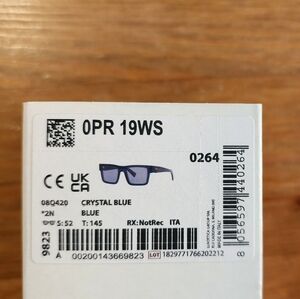 0PR 19WS
0264
CE UK CA
08Q420 CRYSTAL BLUE
*2N BLUE
S: 52 T: 145 RX:NotRec ITA
9823
A 00200143669823 LOT 1829771766202212
8 056597 440264